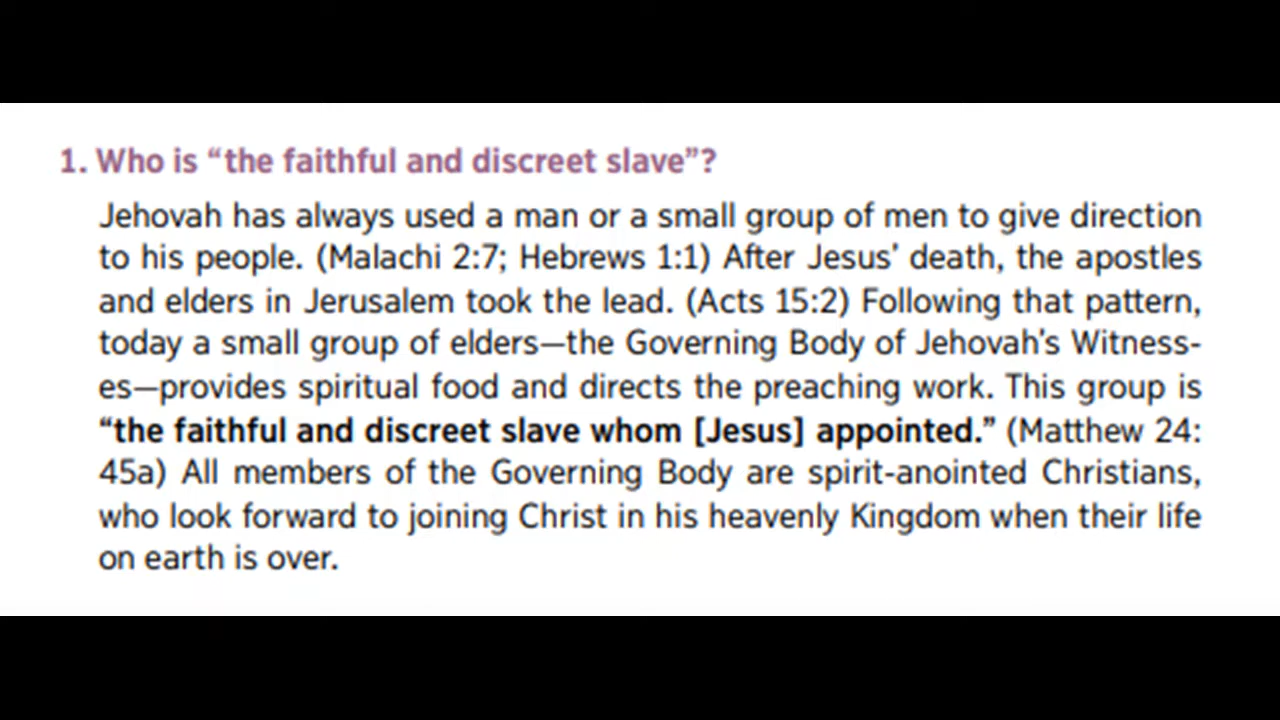 1. Who is “the faithful and discreet slave”?
Jehovah has always used a man or a small group of men to give direction
to his people. (Malachi 2:7; Hebrews 1:1) After Jesus’ death, the apostles
and elders in Jerusalem took the lead. (Acts 15:2) Following that pattern,
today a small group of elders—the Governing Body of Jehovah's Witness-
es—provides spiritual food and directs the preaching work. This group is
“the faithful and discreet slave whom [Jesus] appointed.” (Matthew 24:
45a) All members of the Governing Body are spirit-anointed Christians,
who look forward to joining Christ in his heavenly Kingdom when their life
on earth is over.